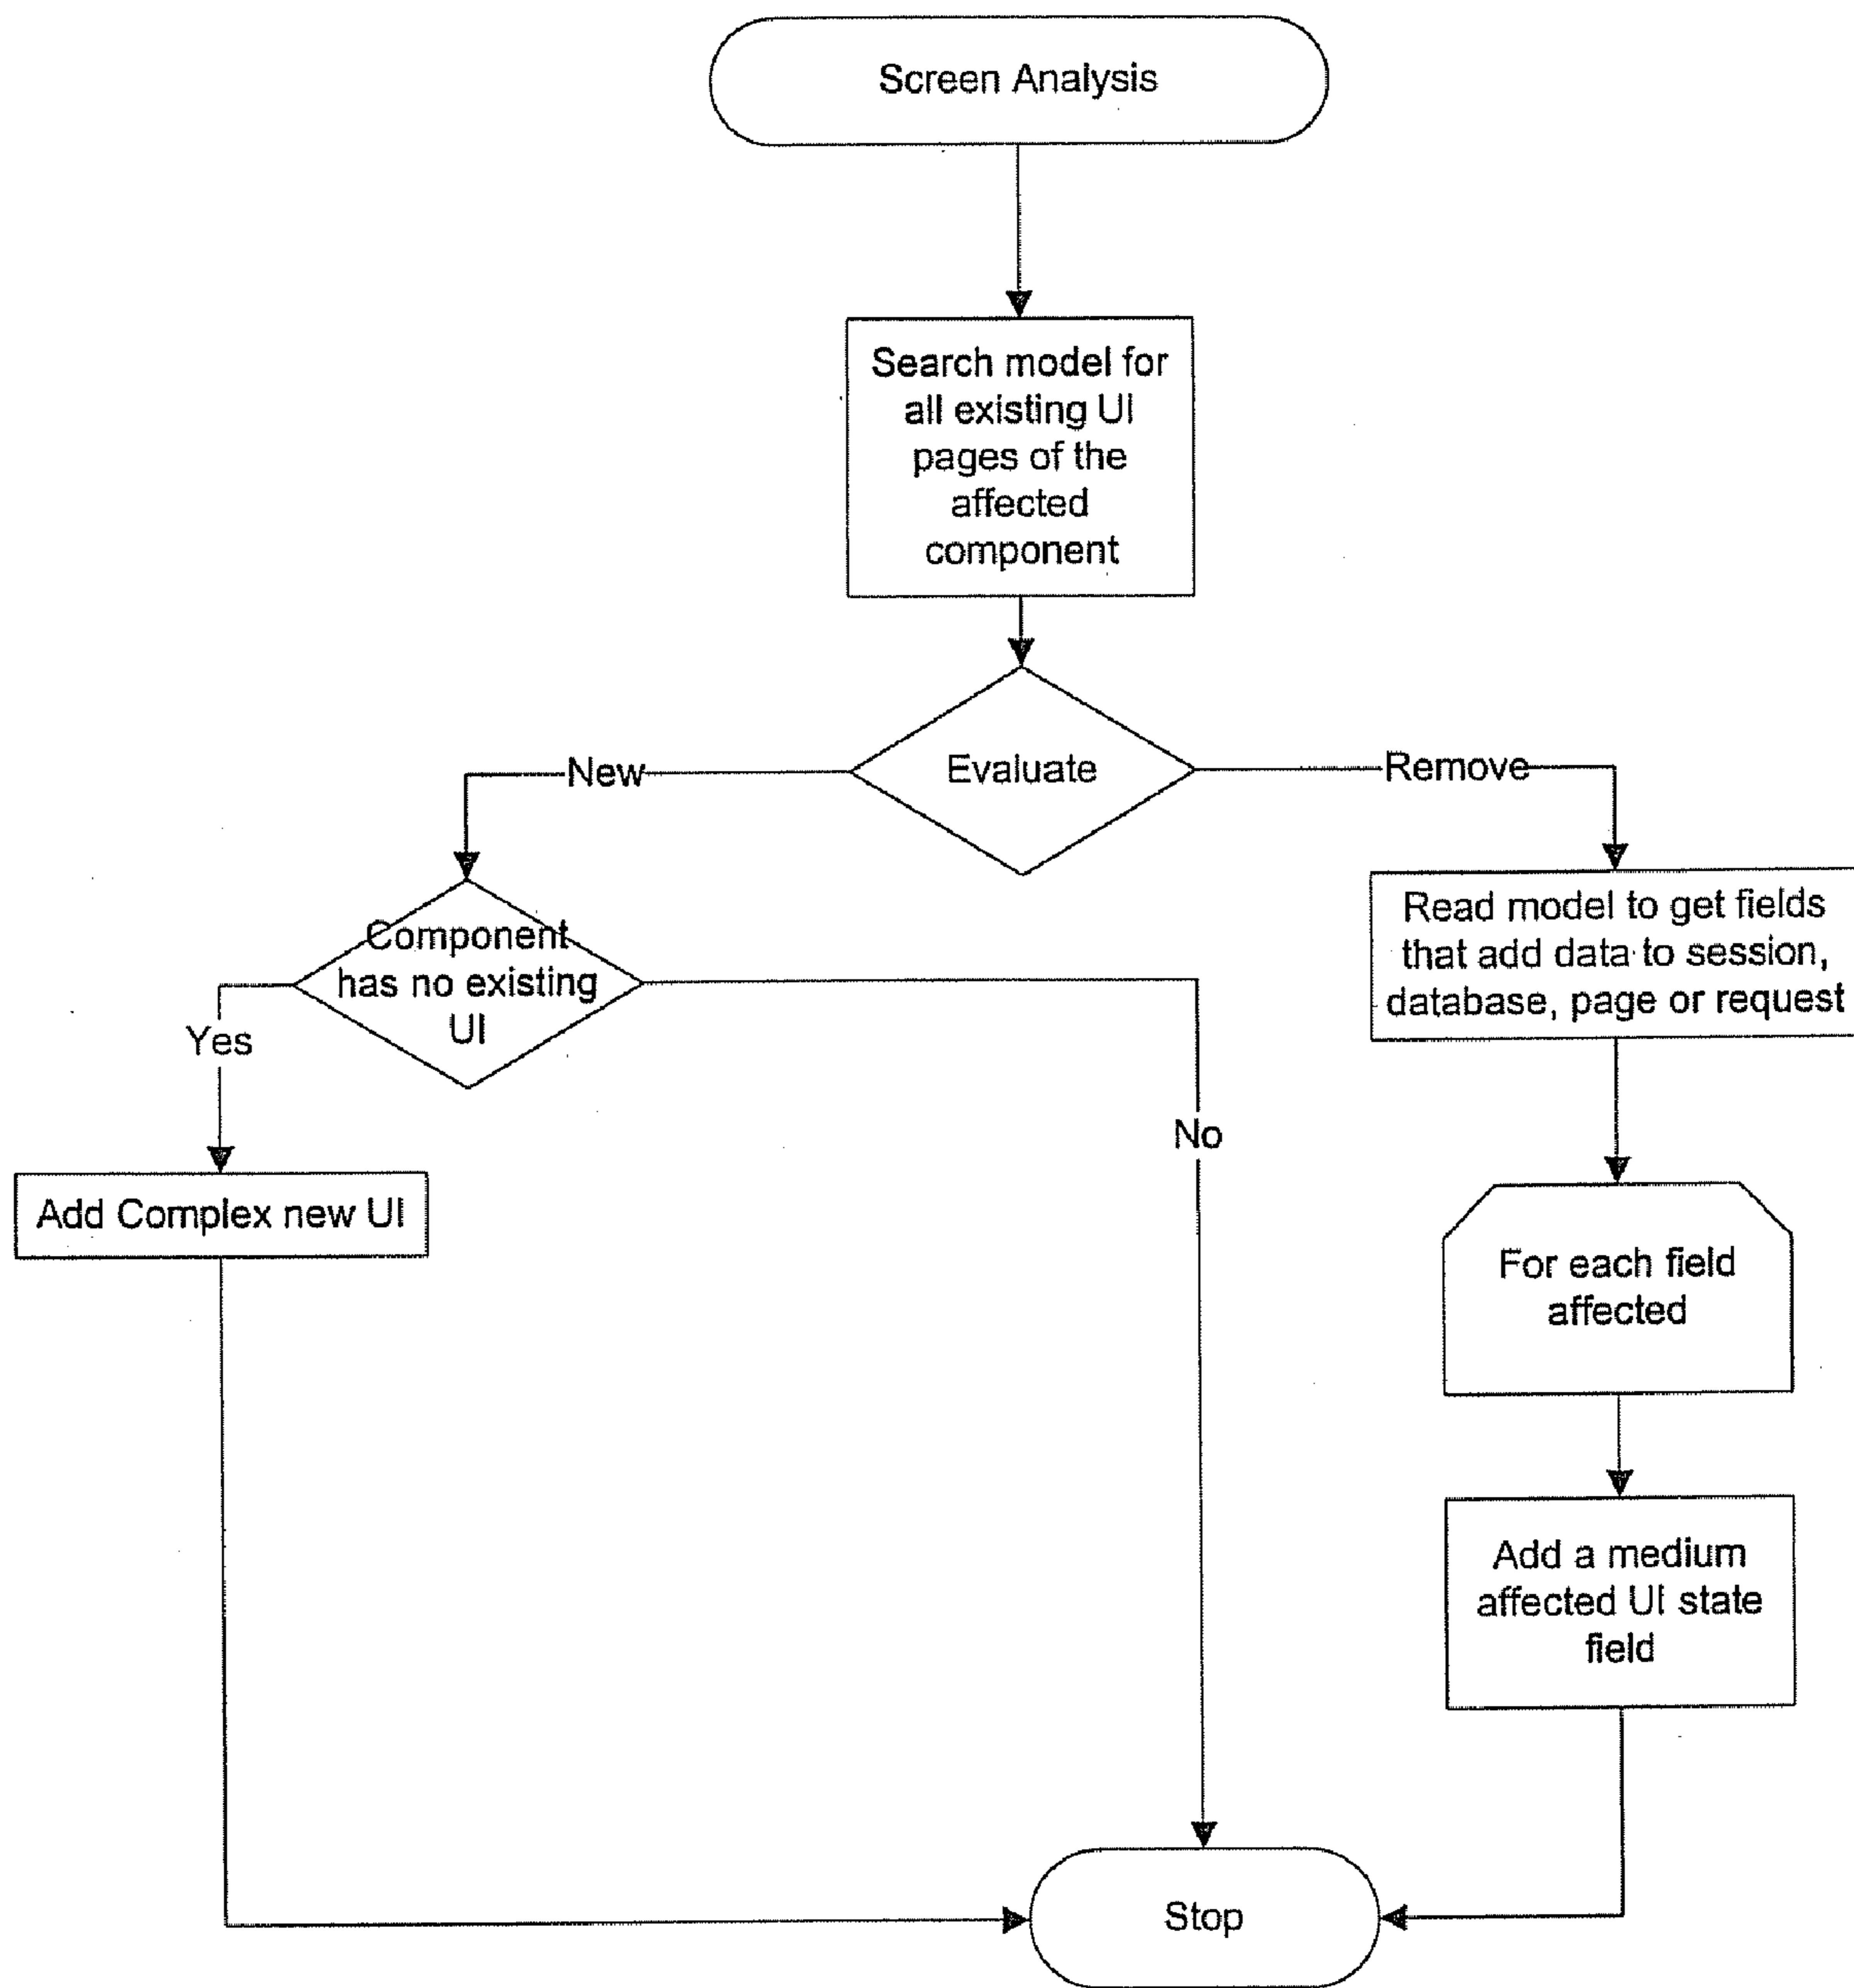 Screen Analysis
Search model for
all existing UI
pages of the
affected
component
Evaluate
New
Remove
Component
has no existing
UI
Read model to get fields
that add data to session,
database, page or request
Yes
No
Add Complex new UI
For each field
affected
Add a medium
affected UI state
field
Stop